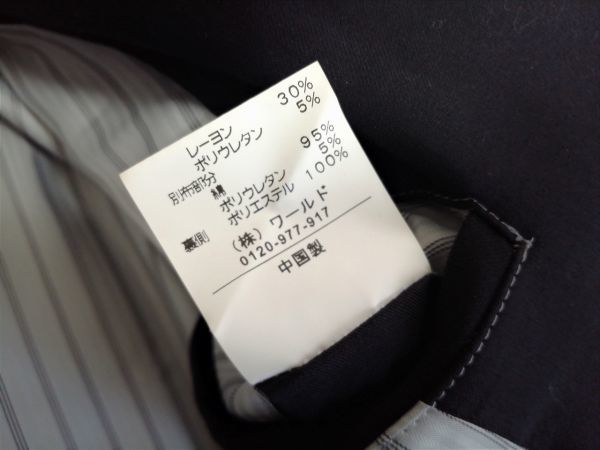 レーヨン 30%
ポリウレタン 5%
別布部分
綿 95%
ポリウレタン 5%
裏側 ポリエステル 100%
(株)ワールド
0120-977-917
中国製